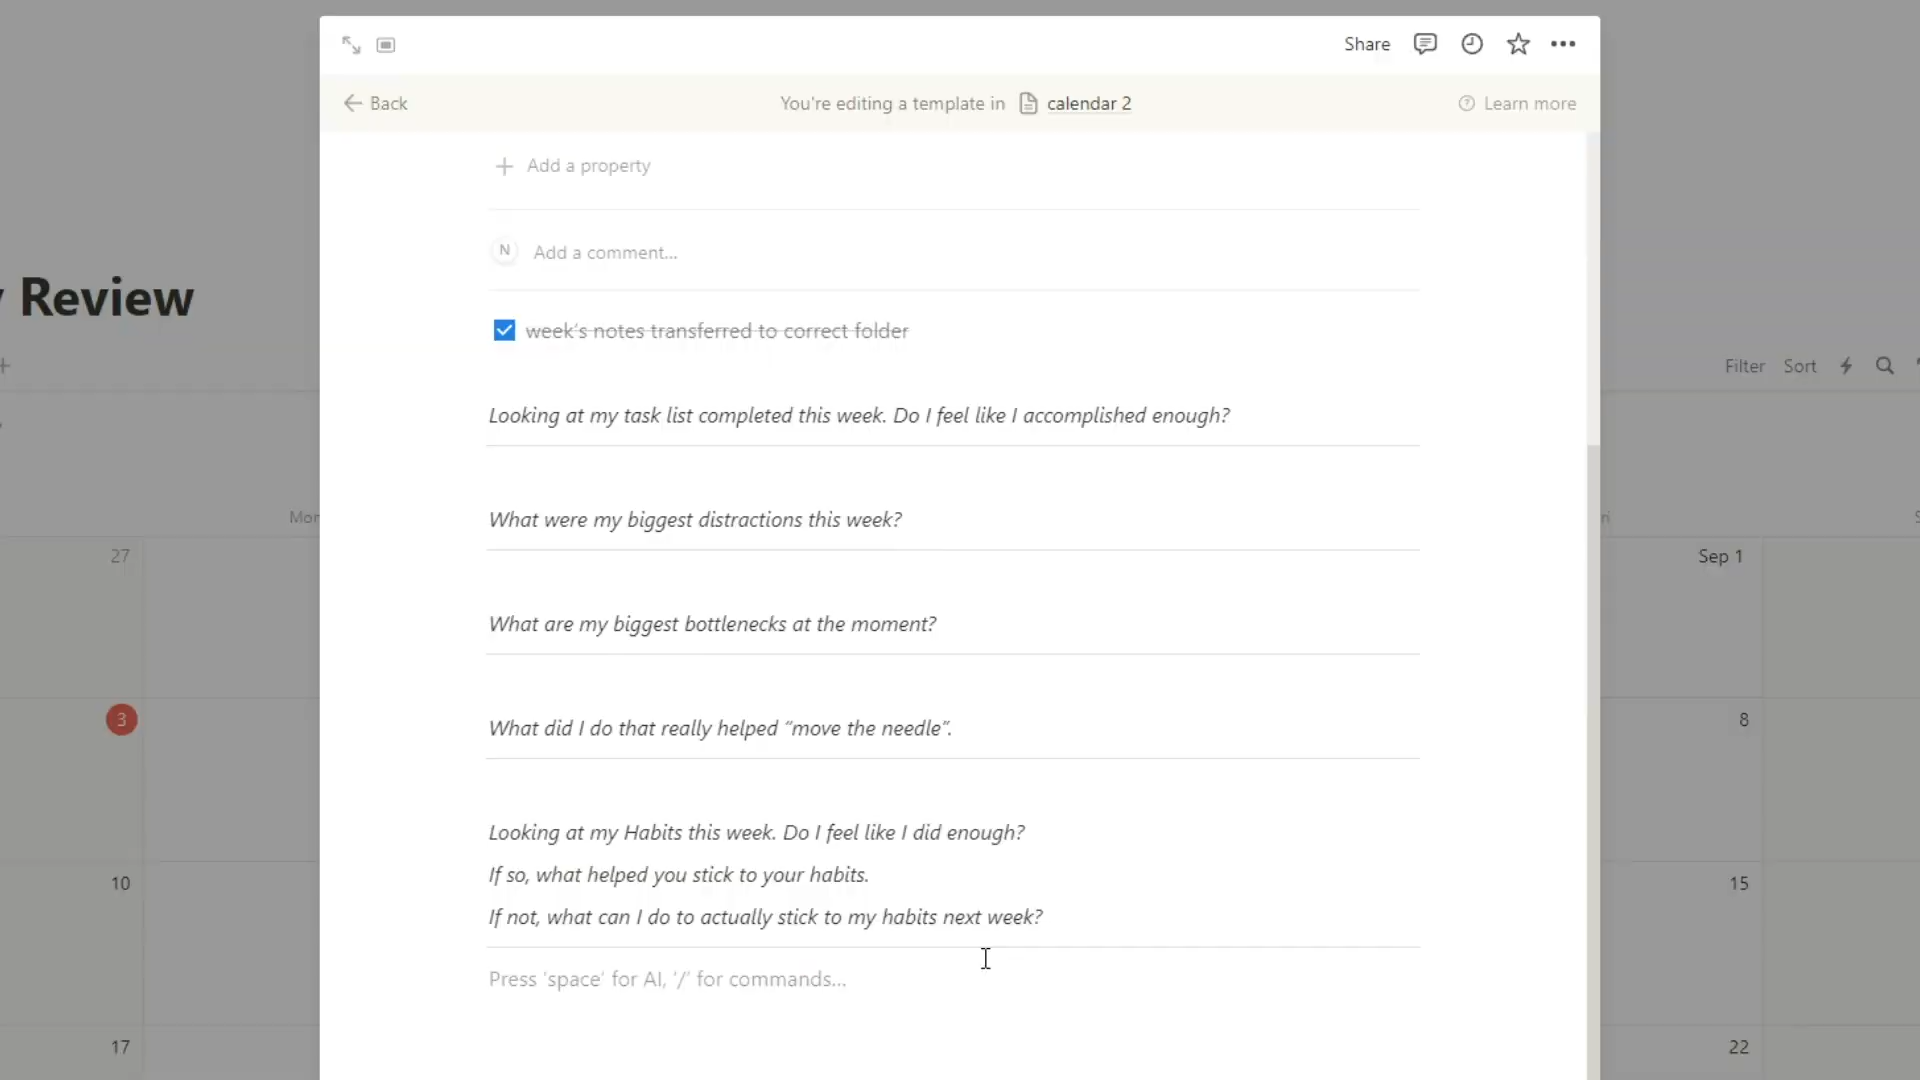 Share
Back
You're editing a template in calendar 2
Learn more
Add a property
N Add a comment...
Review
week's notes transferred to correct folder
Filter Sort
Looking at my task list completed this week. Do I feel like I accomplished enough?
What were my biggest distractions this week?
27
Sep 1
What are my biggest bottlenecks at the moment?
3
8
What did I do that really helped “move the needle”.
Looking at my Habits this week. Do I feel like I did enough?
10
15
If so, what helped you stick to your habits.
If not, what can I do to actually stick to my habits next week?
Press 'space' for AI, '/' for commands...
17
22